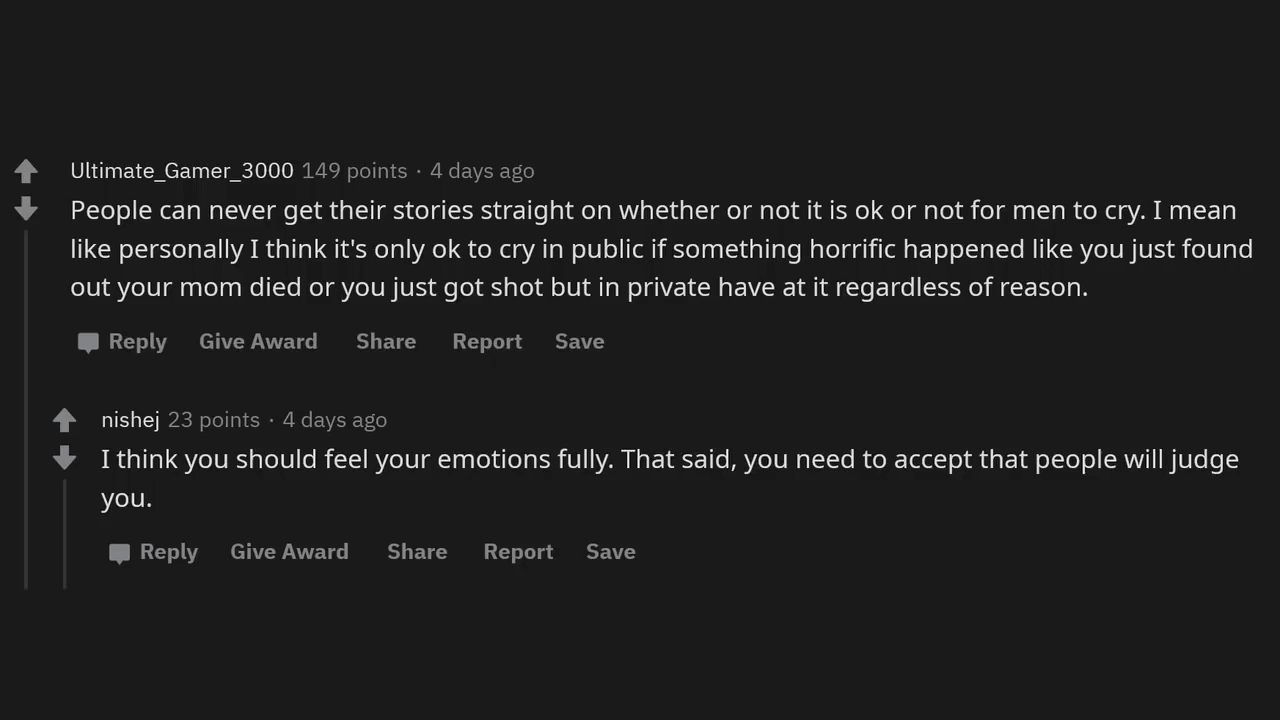 Ultimate_Gamer_3000 149 points · 4 days ago
People can never get their stories straight on whether or not it is ok or not for men to cry. I mean
like personally I think it's only ok to cry in public if something horrific happened like you just found
out your mom died or you just got shot but in private have at it regardless of reason.
Reply Give Award Share Report Save
nishej 23 points · 4 days ago
I think you should feel your emotions fully. That said, you need to accept that people will judge
you.
Reply Give Award Share Report Save